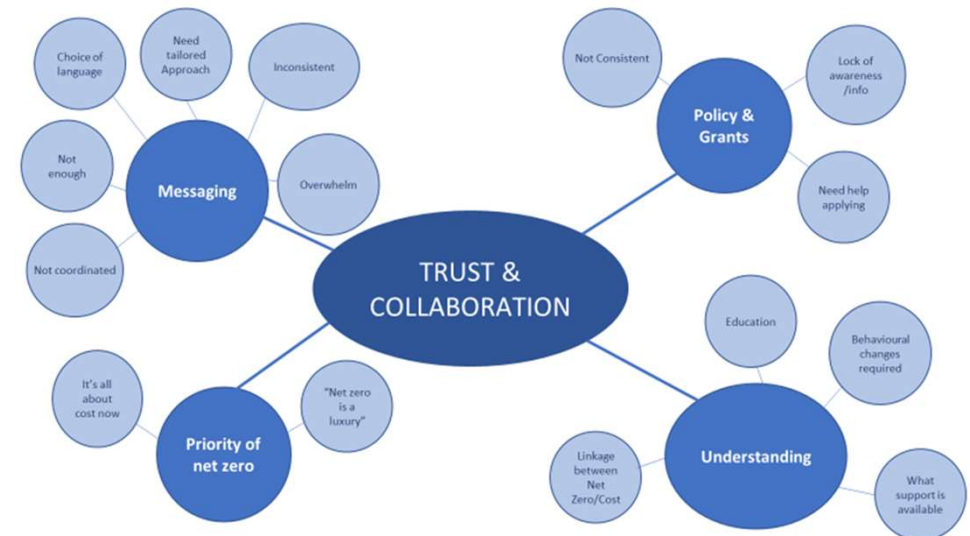 Choice of
language
Need
tailored
Approach
Inconsistent
Not
enough
Messaging
Overwhelm
Not coordinated
Not Consistent
Policy &
Grants
Lock of
awareness
/info
Need help
applying
TRUST &
COLLABORATION
It's all
about
cost now
Priority of
net zero
"Net zero
is a
luxury"
Education
Behavioural
changes
required
Understanding
Linkage
between
Net
Zero/Cost
What
support is
available